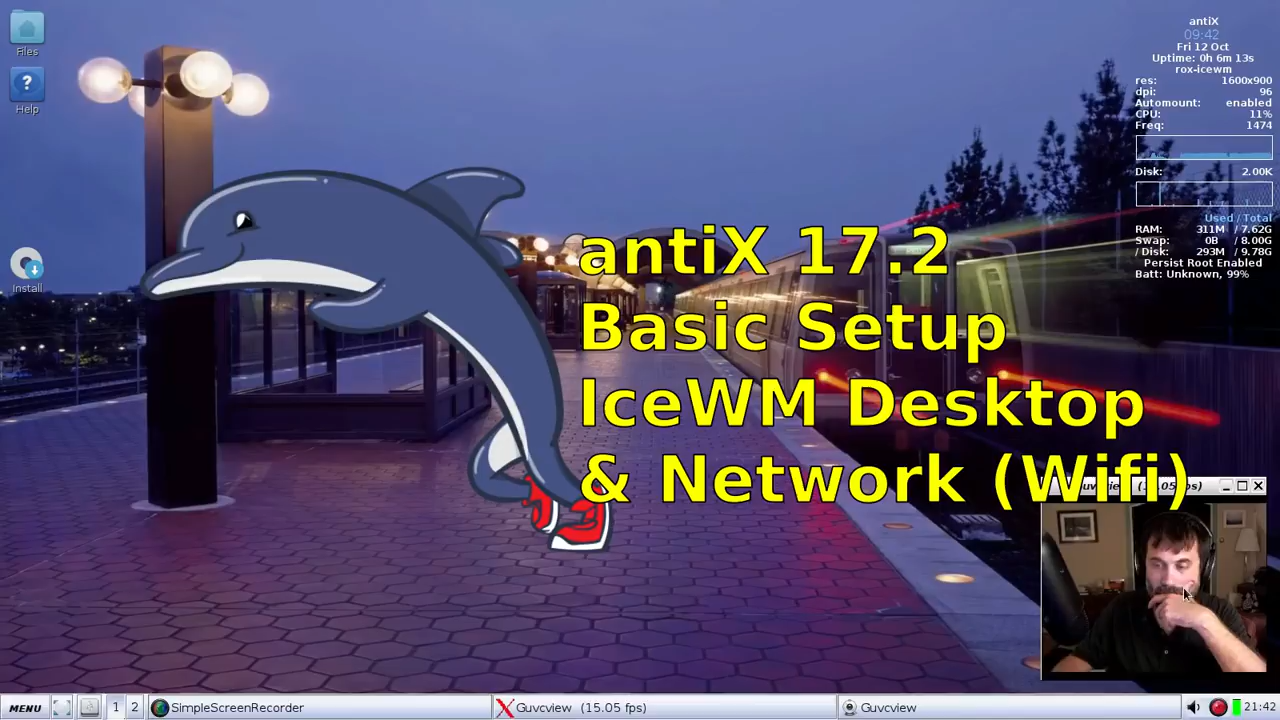 Files
?
Help
Install
antiX
09:42
Fri 12 Oct
Uptime: 0h 6m 13s
rox-icewm
res: 1600x900
dpi: 96
Automount: enabled
CPU: 11%
Freq: 1474
Disk: 2.00K
Used / Total
RAM: 311M / 7.62G
Swap: 0B / 8.00G
/ Disk: 293M / 9.78G
Persist Root Enabled
Batt: Unknown, 99%
antiX 17.2
Basic Setup
IceWM Desktop
& Network (Wifi)
MENU
1
2
SimpleScreenRecorder
Guvcview (15.05 fps)
Guvcview
21:42